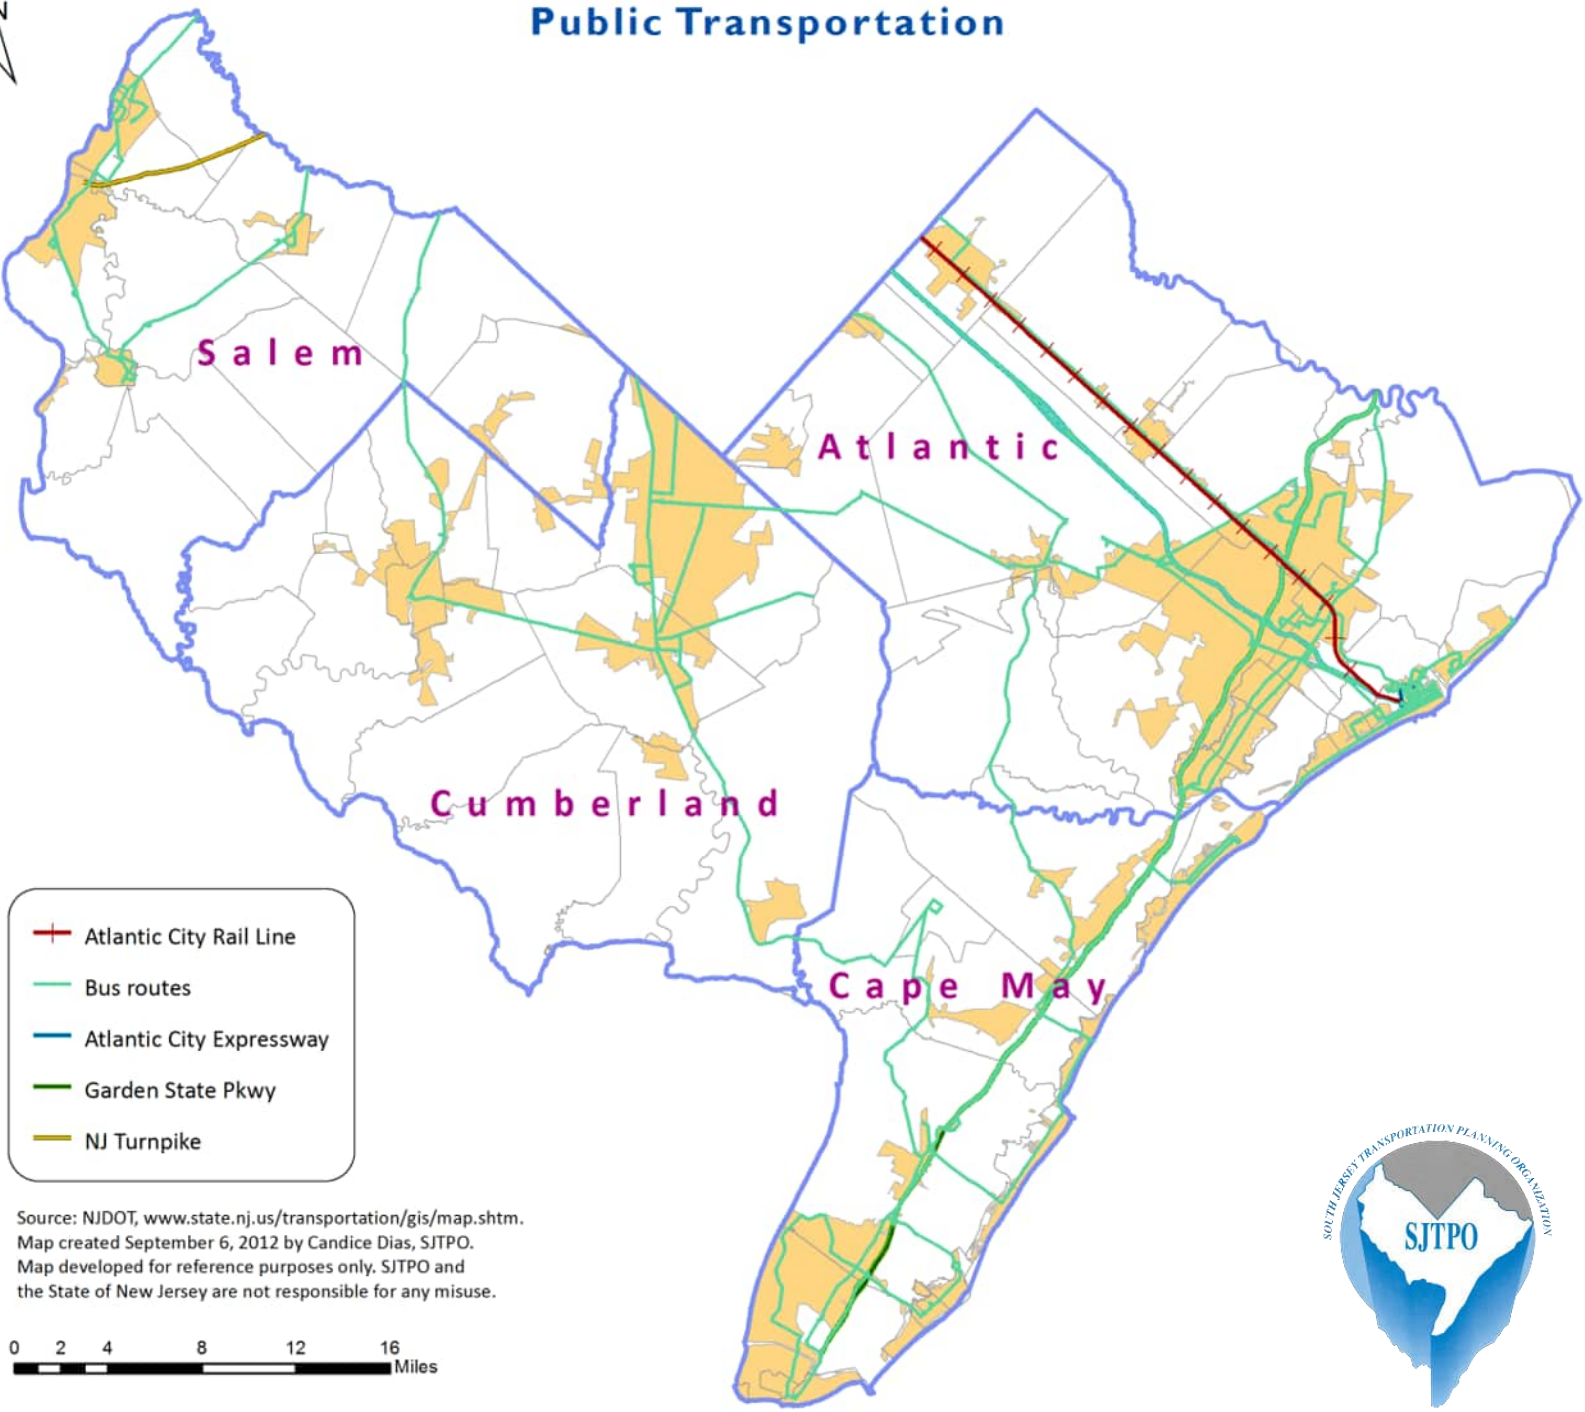 N
Public Transportation
Salem
Atlantic
Cumberland
Cape May
Atlantic City Rail Line
Bus routes
Atlantic City Expressway
Garden State Pkwy
NJ Turnpike
Source: NJDOT, www.state.nj.us/transportation/gis/map.shtm.
Map created September 6, 2012 by Candice Dias, SJTPO.
Map developed for reference purposes only. SJTPO and
the State of New Jersey are not responsible for any misuse.
0 2 4 8 12 16
Miles
SOUTH JERSEY TRANSPORTATION PLANNING ORGANIZATION
SJTPO